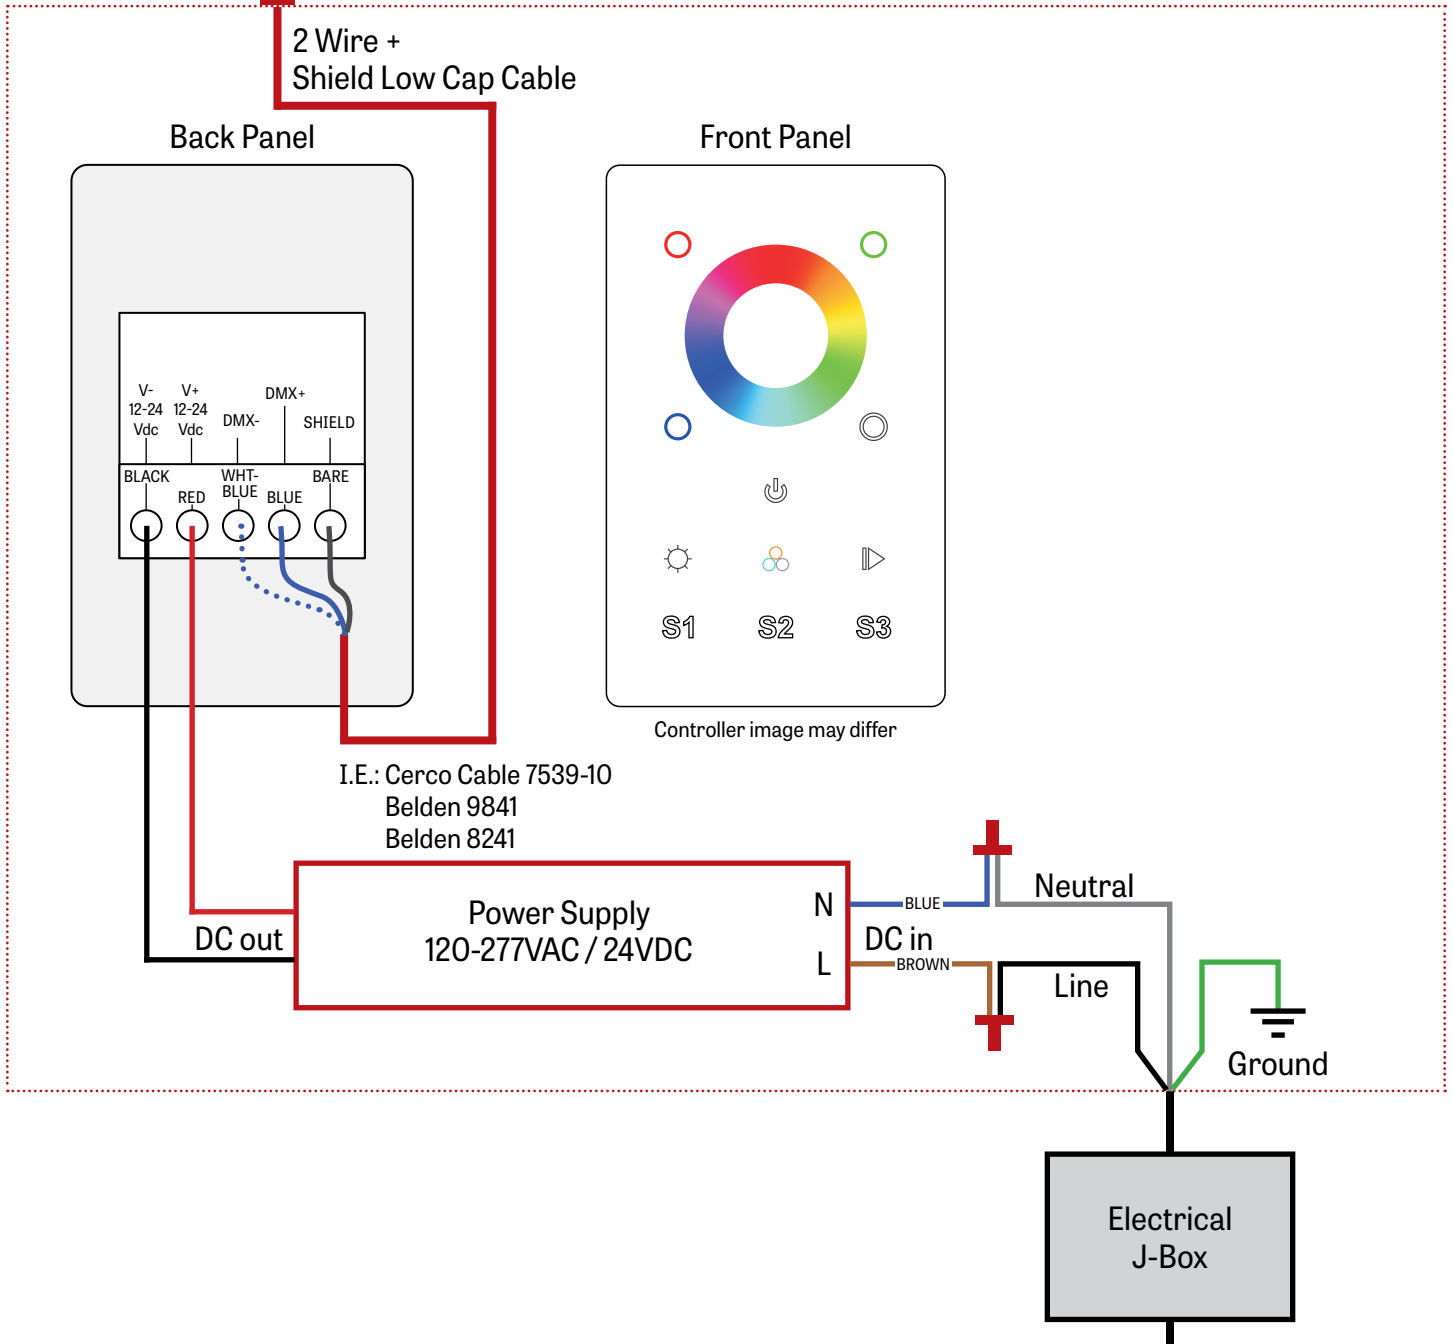 2 Wire +
Shield Low Cap Cable
Back Panel
Front Panel
V-
12-24
Vdc
V+
12-24
Vdc
DMX-
DMX+
SHIELD
BLACK
RED
WHT-
BLUE
BLUE
BARE
S1 S2 S3
Controller image may differ
I.E.: Cerco Cable 7539-10
Belden 9841
Belden 8241
DC out
Power Supply
120-277VAC / 24VDC
N
L
BLUE
DC in
BROWN
Neutral
Line
Ground
Electrical
J-Box